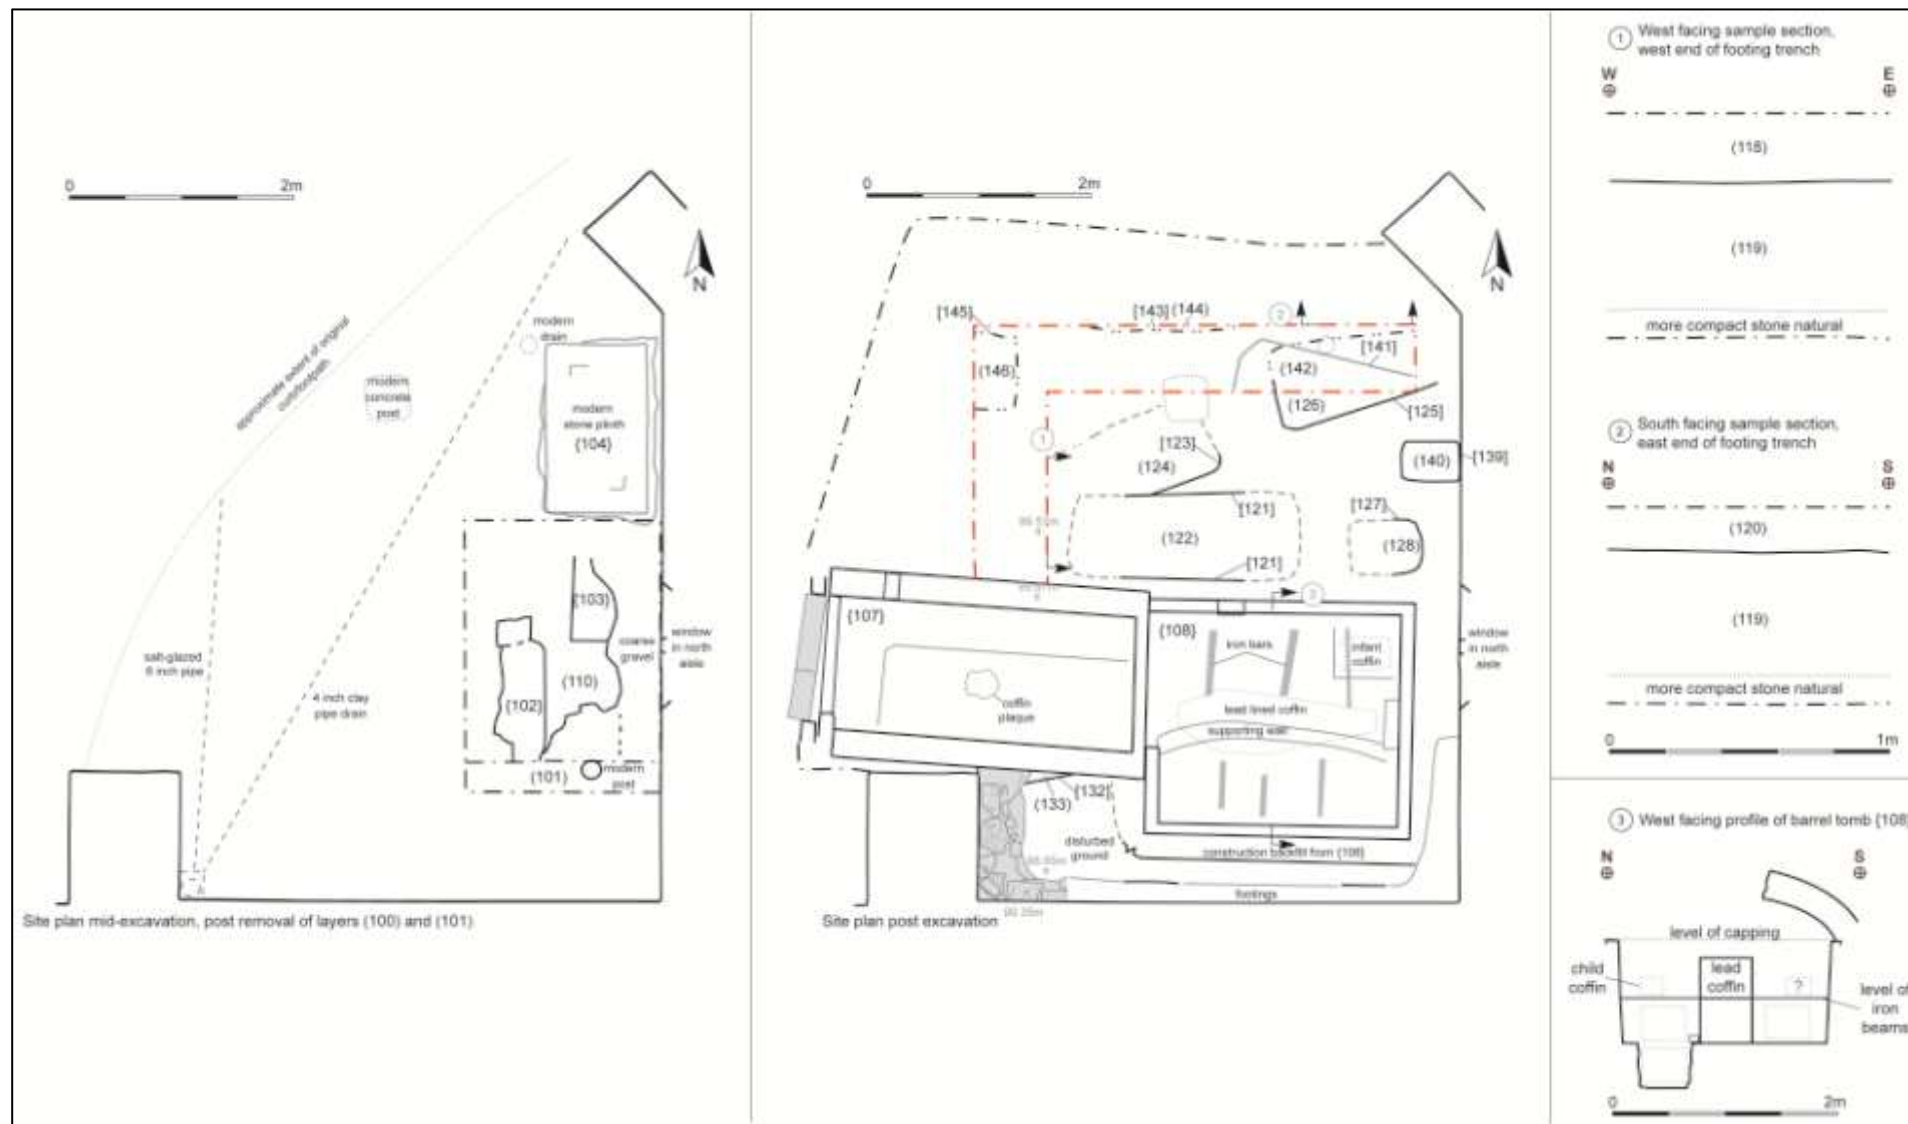 0 2m
N
modern
drain
approximate extent of original
curb/footpath
modern
concrete
post
modern
stone plinth
{104}
[103]
coarse
gravel
window
in north
aisle
salt-glazed
6 inch pipe
(110)
4 inch clay
pipe drain
{102}
(101)
modern
post
Site plan mid-excavation, post removal of layers (100) and (101)
0 2m
N
[145]
[143] (144)
2
[141]
(146)
(142)
(126)
[125]
1
[123]
(124)
(140)
[139]
[121]
[127]
(122)
(128)
[121]
3
{107}
{108}
iron bars
infant
coffin
window
in north
aisle
coffin
plaque
lead lined coffin
supporting wall
[132]
(133)
disturbed
ground
footings
Site plan post excavation
1 West facing sample section,
west end of footing trench
W E
(118)
(119)
more compact stone natural
2 South facing sample section,
east end of footing trench
N S
(120)
(119)
more compact stone natural
0 1m
3 West facing profile of barrel tomb {108}
N S
level of capping
child
coffin
lead
coffin
?
level of
iron
beams
0 2m